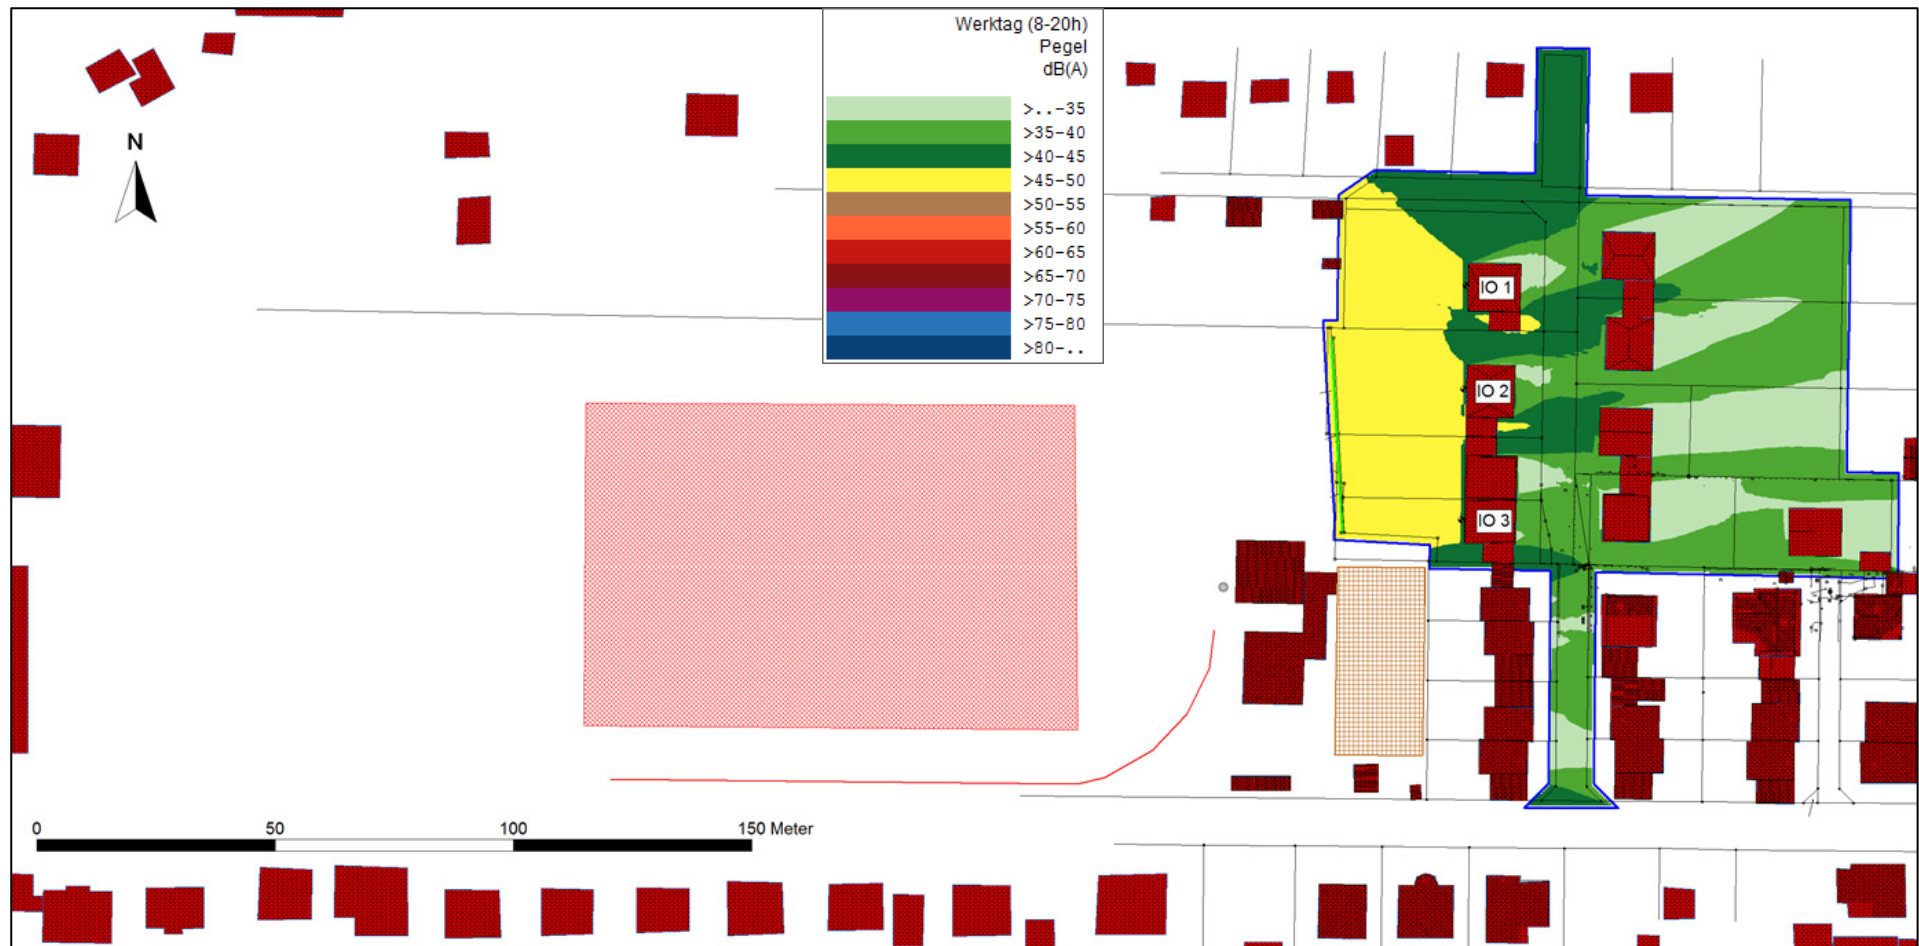 Werktag (8-20h)
Pegel
dB(A)
>..-35
>35-40
>40-45
>45-50
>50-55
>55-60
>60-65
>65-70
>70-75
>75-80
>80-..
N
IO 1
IO 2
IO 3
0 50 100 150 Meter